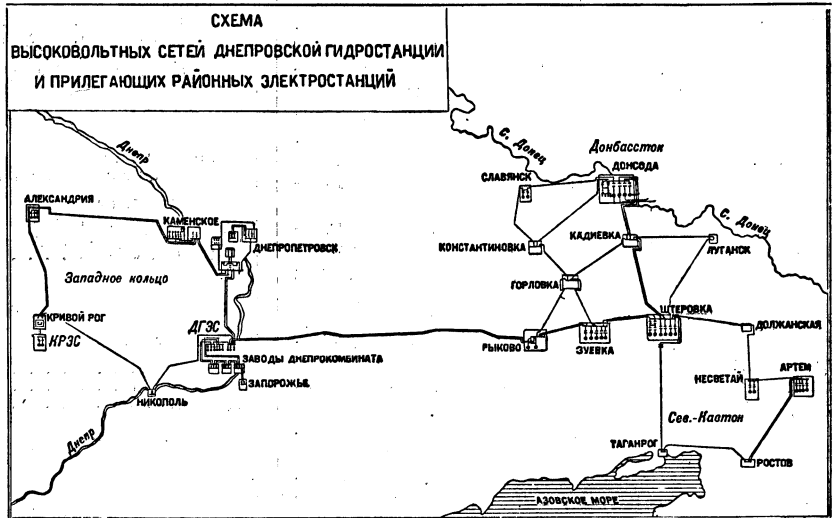 СХЕМА
ВЫСОКОВОЛЬТНЫХ СЕТЕЙ ДНЕПРОВСКОЙ ГИДРОСТАНЦИИ
И ПРИЛЕГАЮЩИХ РАЙОННЫХ ЭЛЕКТРОСТАНЦИЙ
Днепр
С. Донец
Донбассток
ДОНСОДА
СЛАВЯНСК
АЛЕКСАНДРИЯ
КАМЕНСКОЕ
ДНЕПРОПЕТРОВСК
КОНСТАНТИНОВКА
КАДИЕВКА
С. Донец
ЛУГАНСК
Западное кольцо
ГОРЛОВКА
КРИВОЙ РОГ
КРЭС
ДГЭС
ШТЕРОВКА
ДОЛЖАНСКАЯ
РЫКОВО
ЗУЕВКА
ЗАВОДЫ ДНЕПРОКОМБИНАТА
ЗАПОРОЖЬЕ
НИКОПОЛЬ
НЕСВЕТАЙ
АРТЕМ
Сев.-Кавток
Днепр
ТАГАНРОГ
РОСТОВ
АЗОВСКОЕ МОРЕ